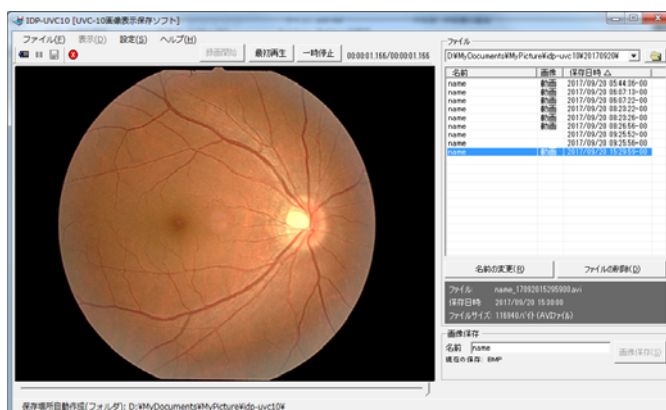 IDP-UVC10 [UVC-10画像表示保存ソフト]
ファイル(F) 表示(D) 設定(S) ヘルプ(H)
録画開始 最初再生 一時停止 00:00:01.166/00:00:01.166
ファイル
D:¥MyDocuments¥MyPicture¥idp-uvc10¥20170920¥
名前 画像 保存日時 △
name 動画 2017/09/20 05:44:06-00
name 動画 2017/09/20 06:07:13-00
name 動画 2017/09/20 06:07:22-00
name 動画 2017/09/20 08:23:22-00
name 動画 2017/09/20 08:23:26-00
name 動画 2017/09/20 08:26:56-00
name 2017/09/20 09:25:52-00
name 2017/09/20 09:25:56-00
name 動画 2017/09/20 15:29:59-00
名前の変更(R) ファイルの削除(D)
ファイル: name_17092015295900.avi
保存日時 2017/09/20 15:30:00
ファイルサイズ: 116940バイト(AVIファイル)
画像保存
名前 name 画像保存(S)
現在の保存: BMP
保存場所自動作成(フォルダ): D:¥MyDocuments¥MyPicture¥idp-uvc10¥